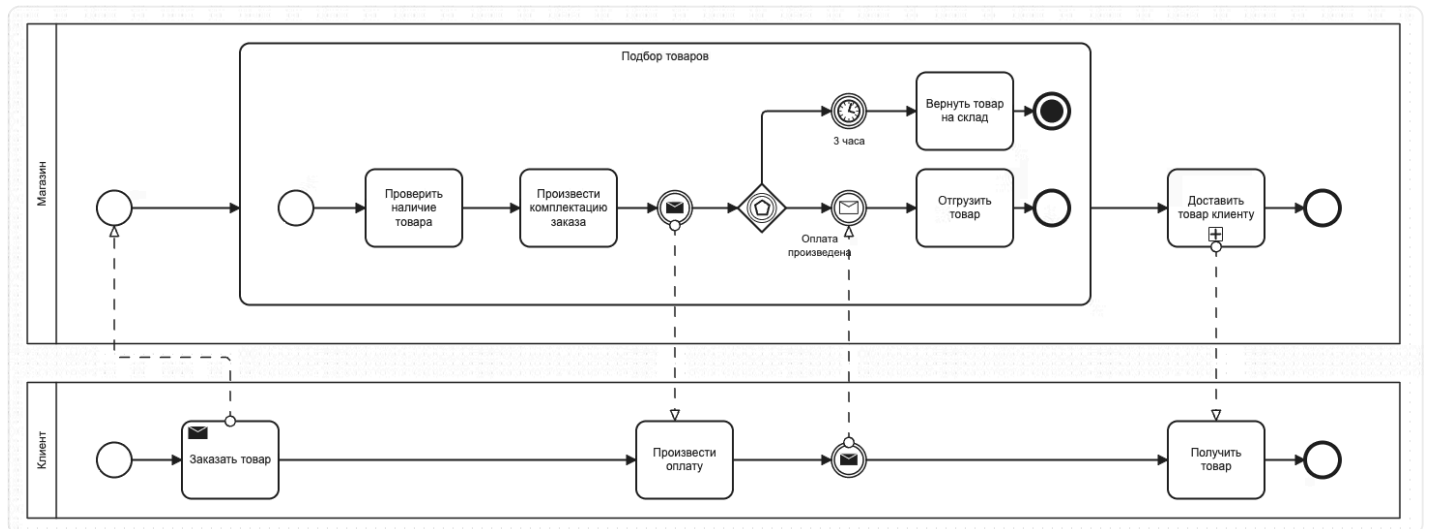 Магазин
Подбор товаров
Вернуть товар
на склад
3 часа
Проверить
наличие
товара
Произвести
комплектацию
заказа
Оплата
произведена
Отгрузить
товар
Доставить
товар клиенту
Клиент
Заказать товар
Произвести
оплату
Получить
товар